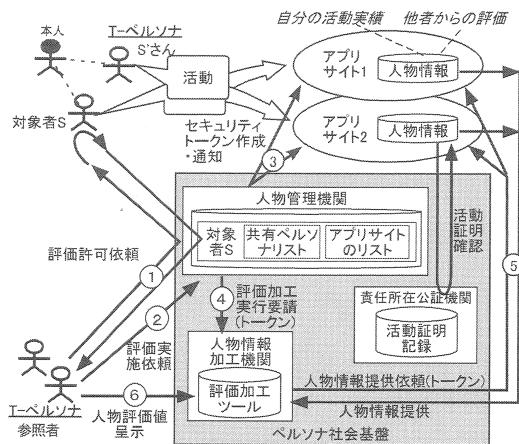 自分の活動実績
他者からの評価
本人
T-ペルソナ
S'さん
活動
アプリ
サイト1
人物情報
アプリ
サイト2
人物情報
対象者S
セキュリティ
トークン作成
・通知
③
人物管理機関
対象
者S
共有ペルソ
ナリスト
アプリサイト
のリスト
活動
証明
確認
評価許可依頼
①
②
評価実
施依頼
④
評価加工
実行要請
(トークン)
⑤
責任所在公証機関
活動証明
記録
人物情報
加工機関
評価加工
ツール
人物情報提供依頼(トークン)
人物情報提供
⑥
T-ペルソナ
参照者
人物評価値
呈示
ペルソナ社会基盤